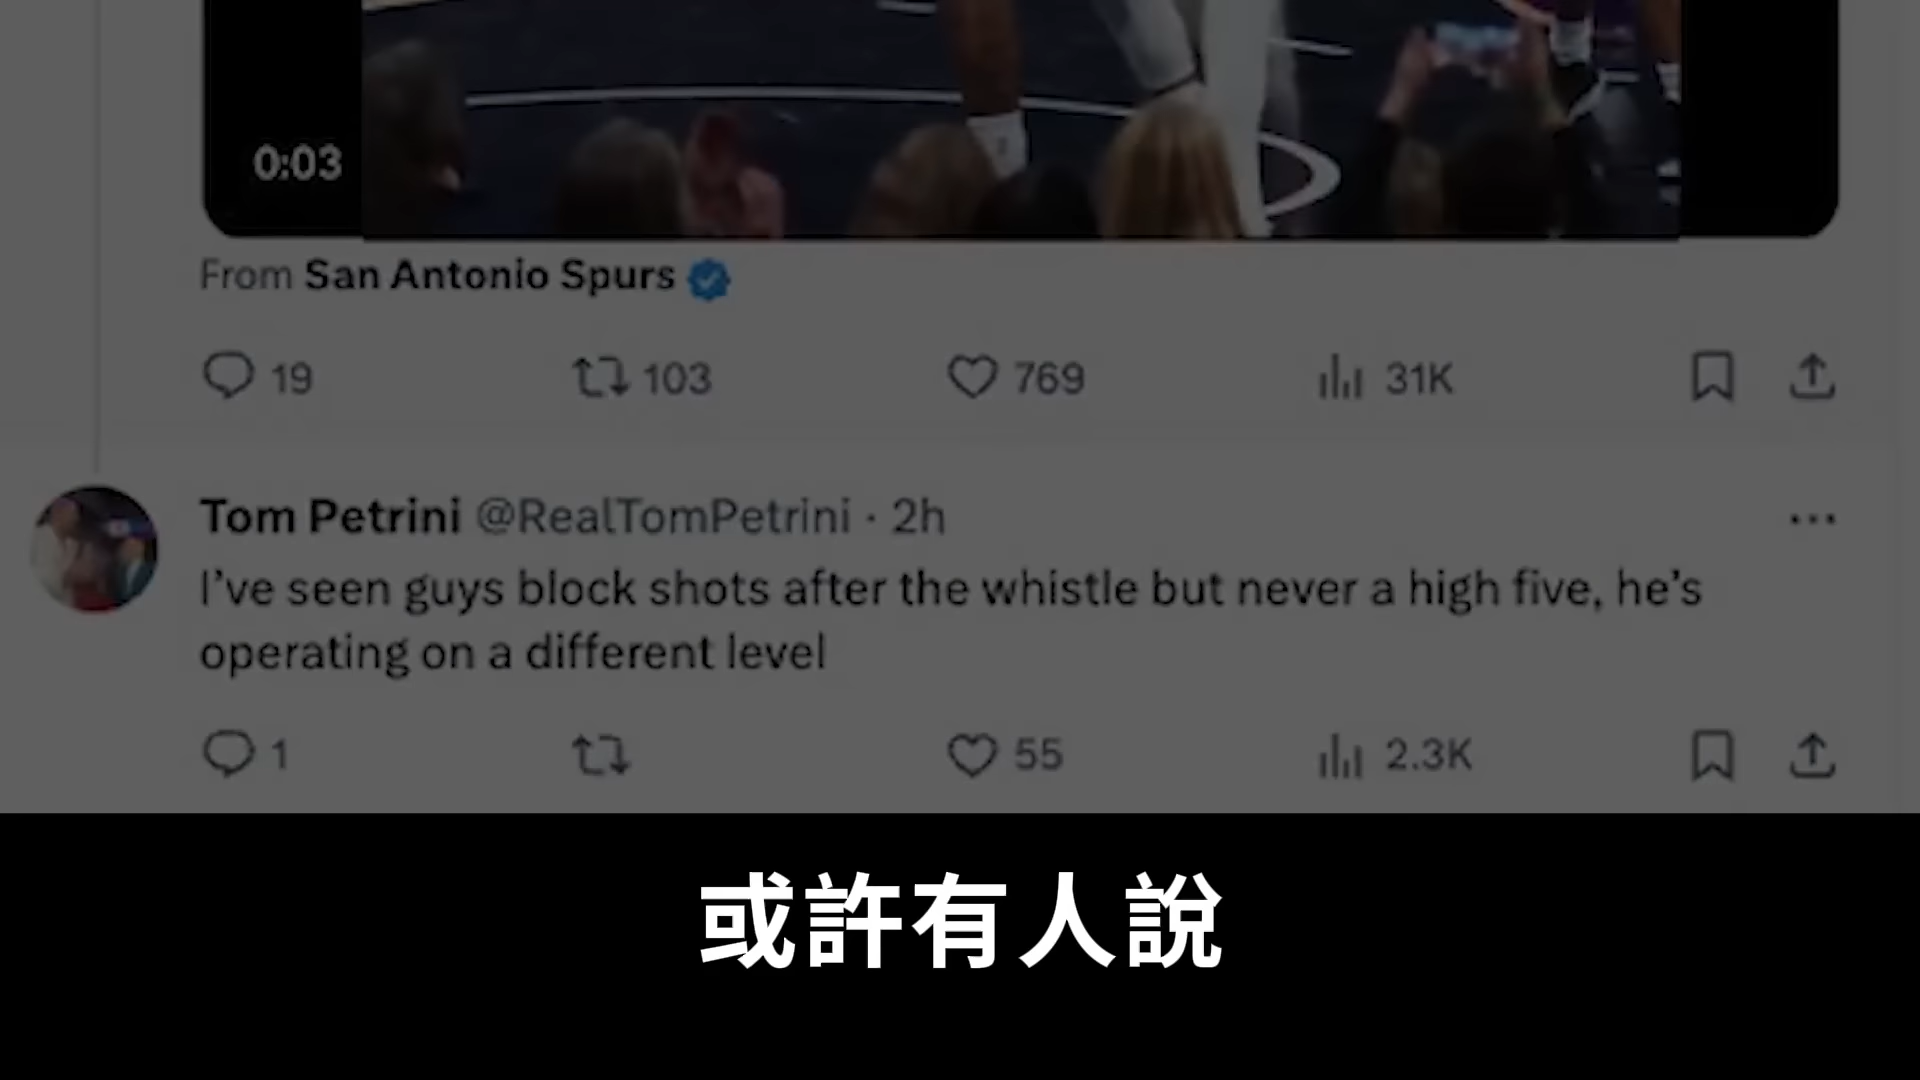 0:03
From San Antonio Spurs
19 103 769 31K
Tom Petrini @RealTomPetrini · 2h
I’ve seen guys block shots after the whistle but never a high five, he’s
operating on a different level
1 55 2.3K
或許有人說